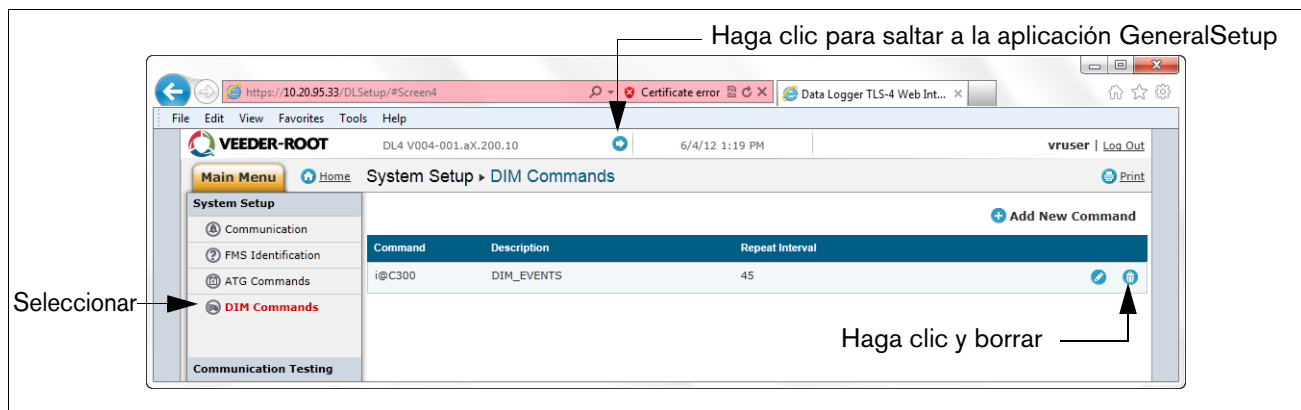 Haga clic para saltar a la aplicación GeneralSetup
https://10.20.95.33/DLSetup/#Screen4
Certificate error
Data Logger TLS-4 Web Int...
File Edit View Favorites Tools Help
VEEDER-ROOT
DL4 V004-001.aX.200.10
6/4/12 1:19 PM
vruser | Log Out
Main Menu
Home
System Setup ▸ DIM Commands
Print
System Setup
Add New Command
Communication
Command Description Repeat Interval
FMS Identification
i@C300 DIM_EVENTS 45
ATG Commands
Seleccionar
DIM Commands
Haga clic y borrar
Communication Testing